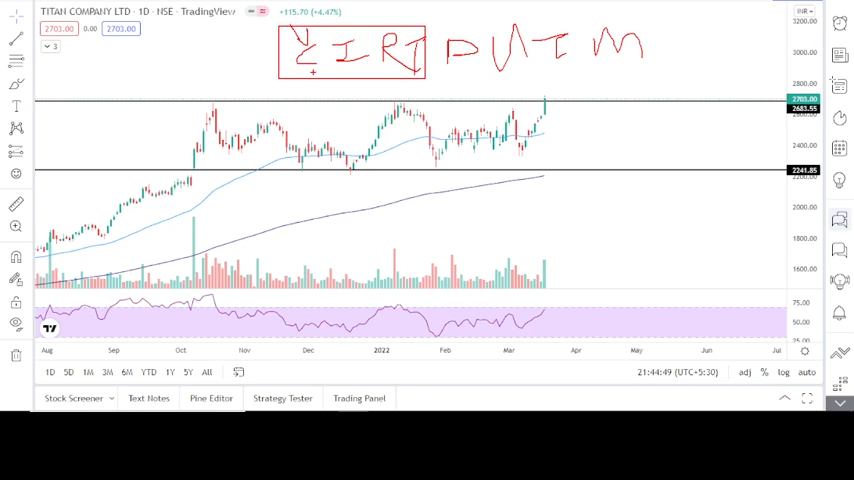 TITAN COMPANY LTD · 1D · NSE · TradingView
+115.70 (+4.47%)
INR
2703.00 0.00 2703.00
3
3200.00
3000.00
2800.00
2703.00
2683.55
2600.00
2400.00
2241.85
2200.00
2000.00
1800.00
1600.00
75.00
50.00
25.00
Aug Sep Oct Nov Dec 2022 Feb Mar Apr May Jun Jul
1D 5D 1M 3M 6M YTD 1Y 5Y All
21:44:49 (UTC+5:30) adj % log auto
Stock Screener Text Notes Pine Editor Strategy Tester Trading Panel